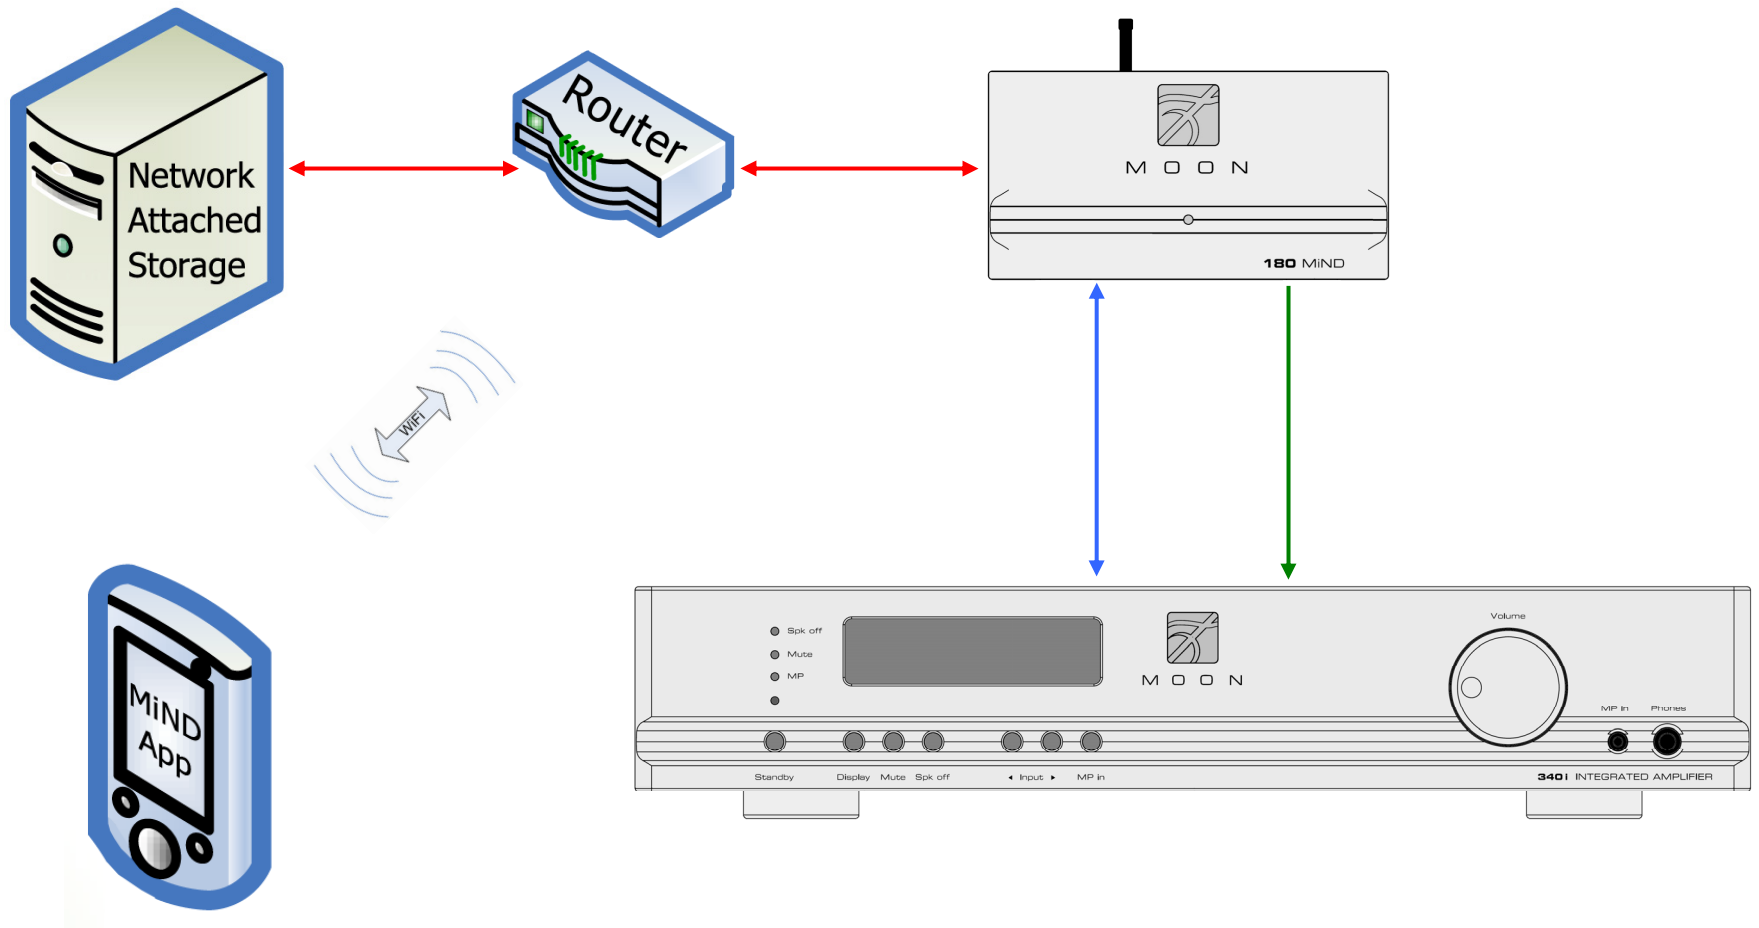 Network
Attached
Storage
Router
MOON
180 MiND
WiFi
MiND
App
Spk off
Mute
MP
MOON
Volume
MP in
Phones
Standby
Display
Mute
Spk off
◂ Input ▸
MP in
340i INTEGRATED AMPLIFIER